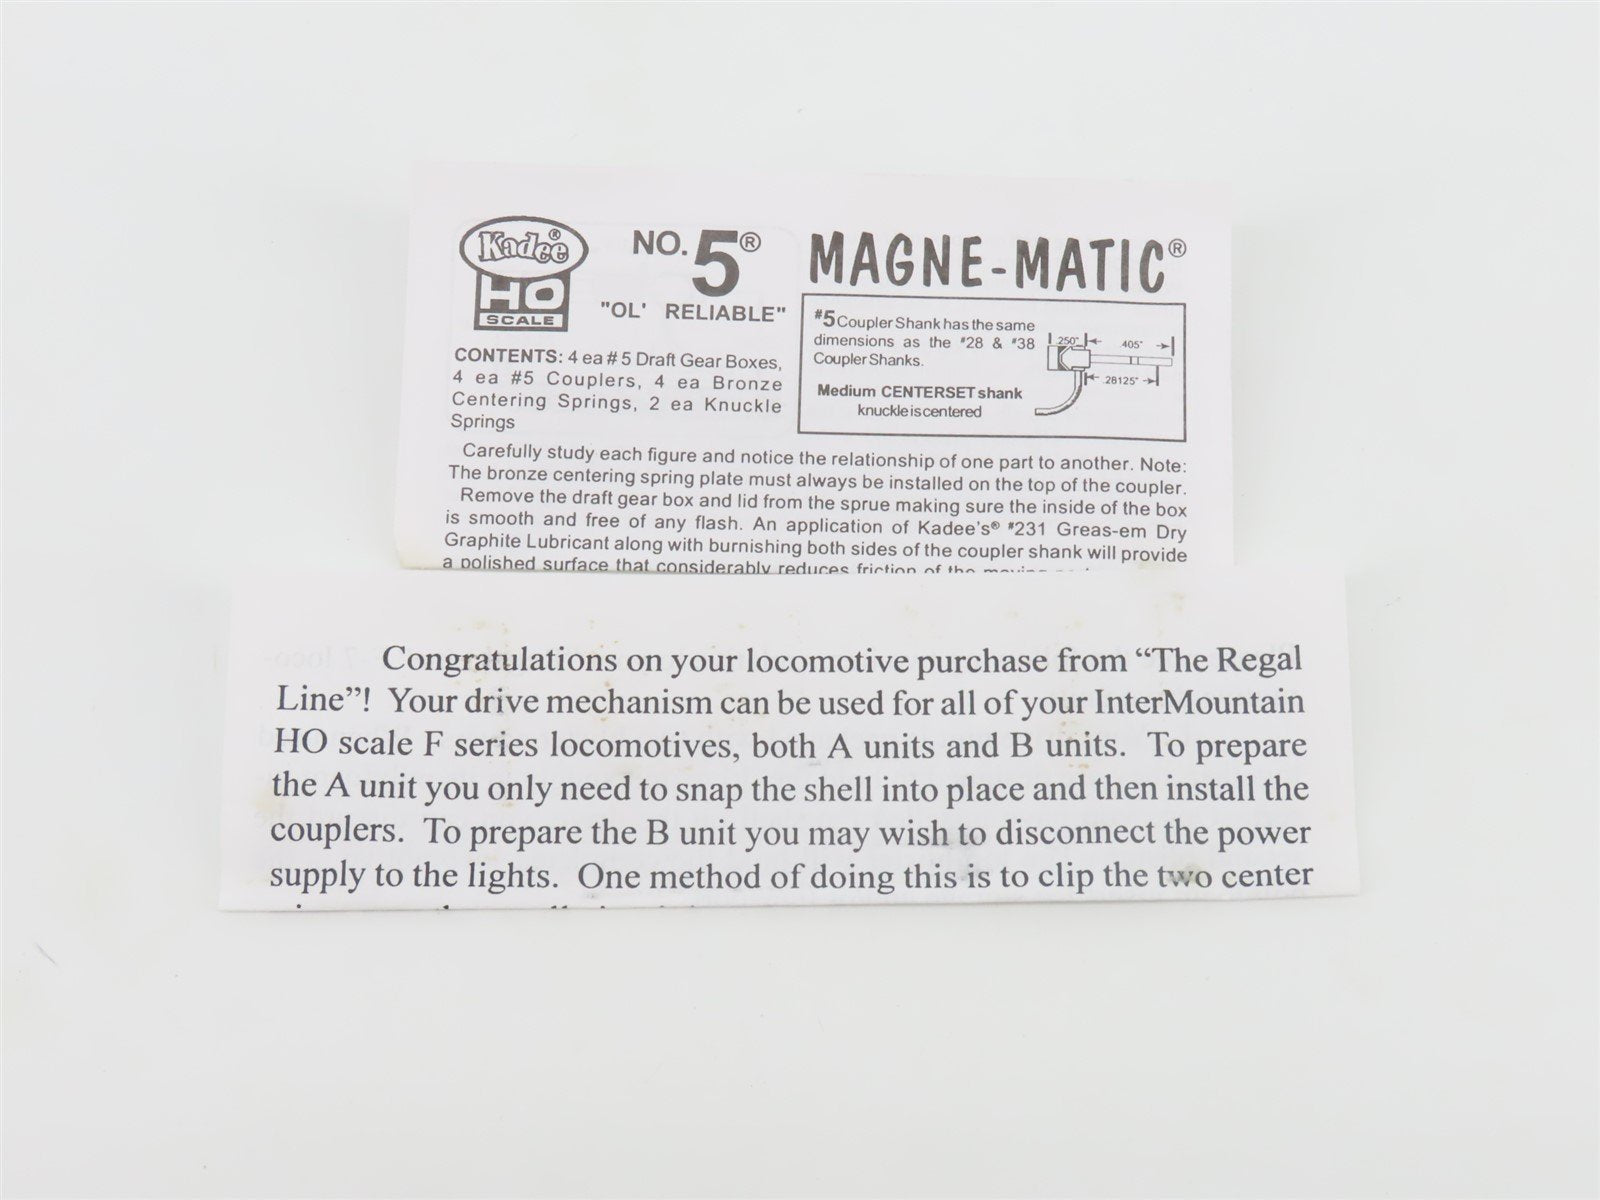 Kadee®
HO
SCALE
NO. 5®
"OL' RELIABLE"
CONTENTS: 4 ea # 5 Draft Gear Boxes,
4 ea #5 Couplers, 4 ea Bronze
Centering Springs, 2 ea Knuckle
Springs
MAGNE-MATIC®
#5 Coupler Shank has the same
dimensions as the #28 & #38
Coupler Shanks.
Medium CENTERSET shank
knuckle is centered
.250"
.405"
.28125"
Carefully study each figure and notice the relationship of one part to another. Note:
The bronze centering spring plate must always be installed on the top of the coupler.
Remove the draft gear box and lid from the sprue making sure the inside of the box
is smooth and free of any flash. An application of Kadee's® #231 Greas-em Dry
Graphite Lubricant along with burnishing both sides of the coupler shank will provide
a polished surface that considerably reduces friction of the
Congratulations on your locomotive purchase from “The Regal
Line”! Your drive mechanism can be used for all of your InterMountain
HO scale F series locomotives, both A units and B units. To prepare
the A unit you only need to snap the shell into place and then install the
couplers. To prepare the B unit you may wish to disconnect the power
supply to the lights. One method of doing this is to clip the two center